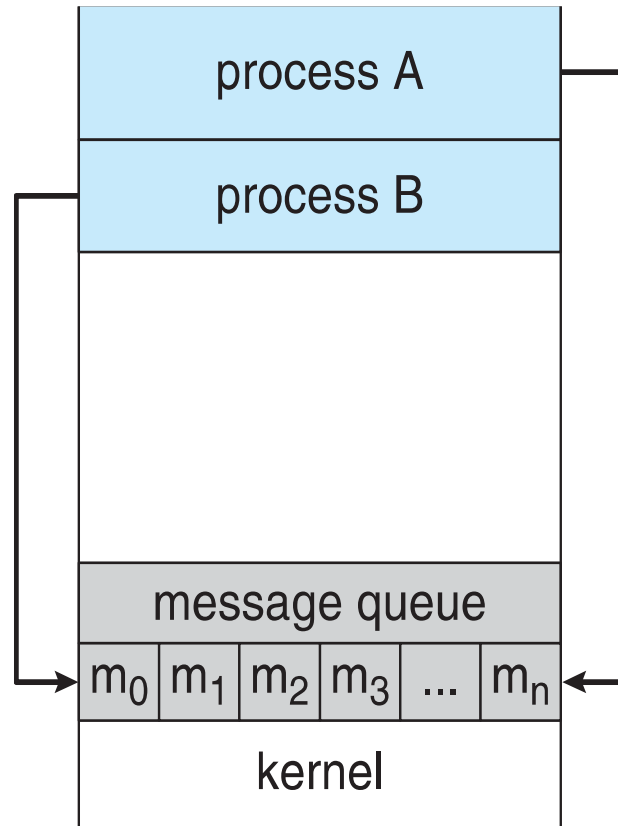 process A
process B
message queue
m₀ m₁ m₂ m₃ ... mₙ
kernel